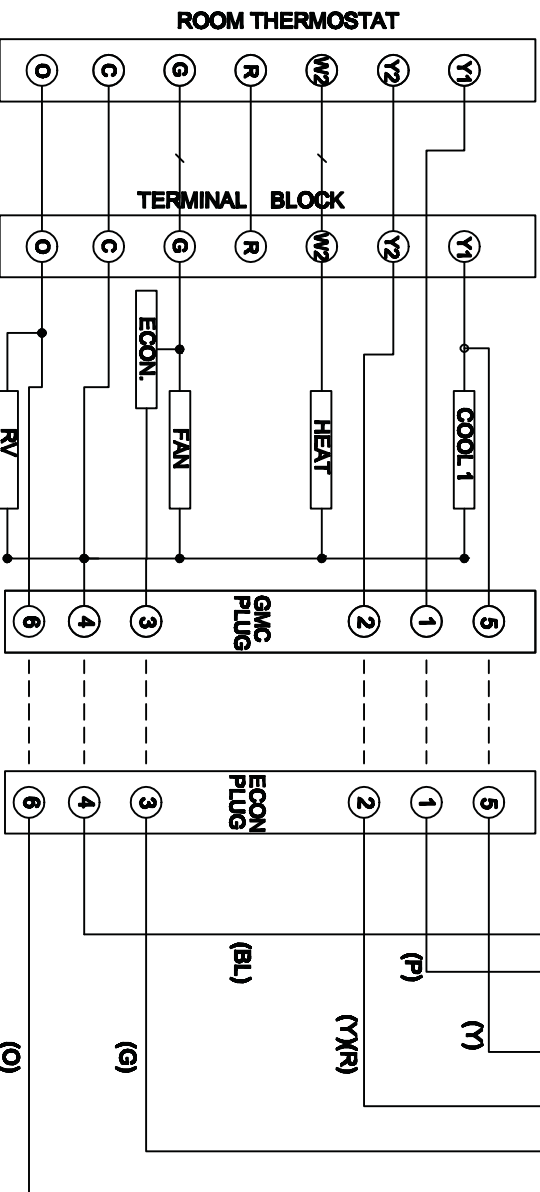 ROOM THERMOSTAT
O C G R W2 Y2 Y1
TERMINAL BLOCK
O C G R W2 Y2 Y1
ECON.
RV
FAN
HEAT
COOL 1
6 4 3
GMC
PLUG
2 1 5
6 4 3
ECON
PLUG
2 1 5
(BL)
(P)
(O)
(G)
(Y)(R)
(Y)